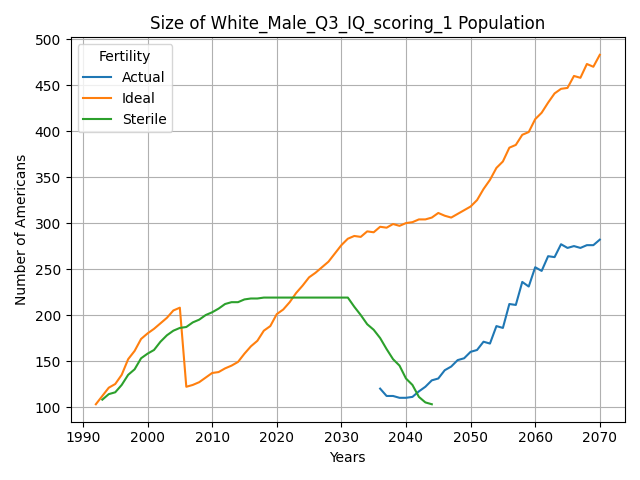 Size of White_Male_Q3_IQ_scoring_1 Population
Fertility
Actual
Ideal
Sterile
Number of Americans
500
450
400
350
300
250
200
150
100
1990 2000 2010 2020 2030 2040 2050 2060 2070
Years